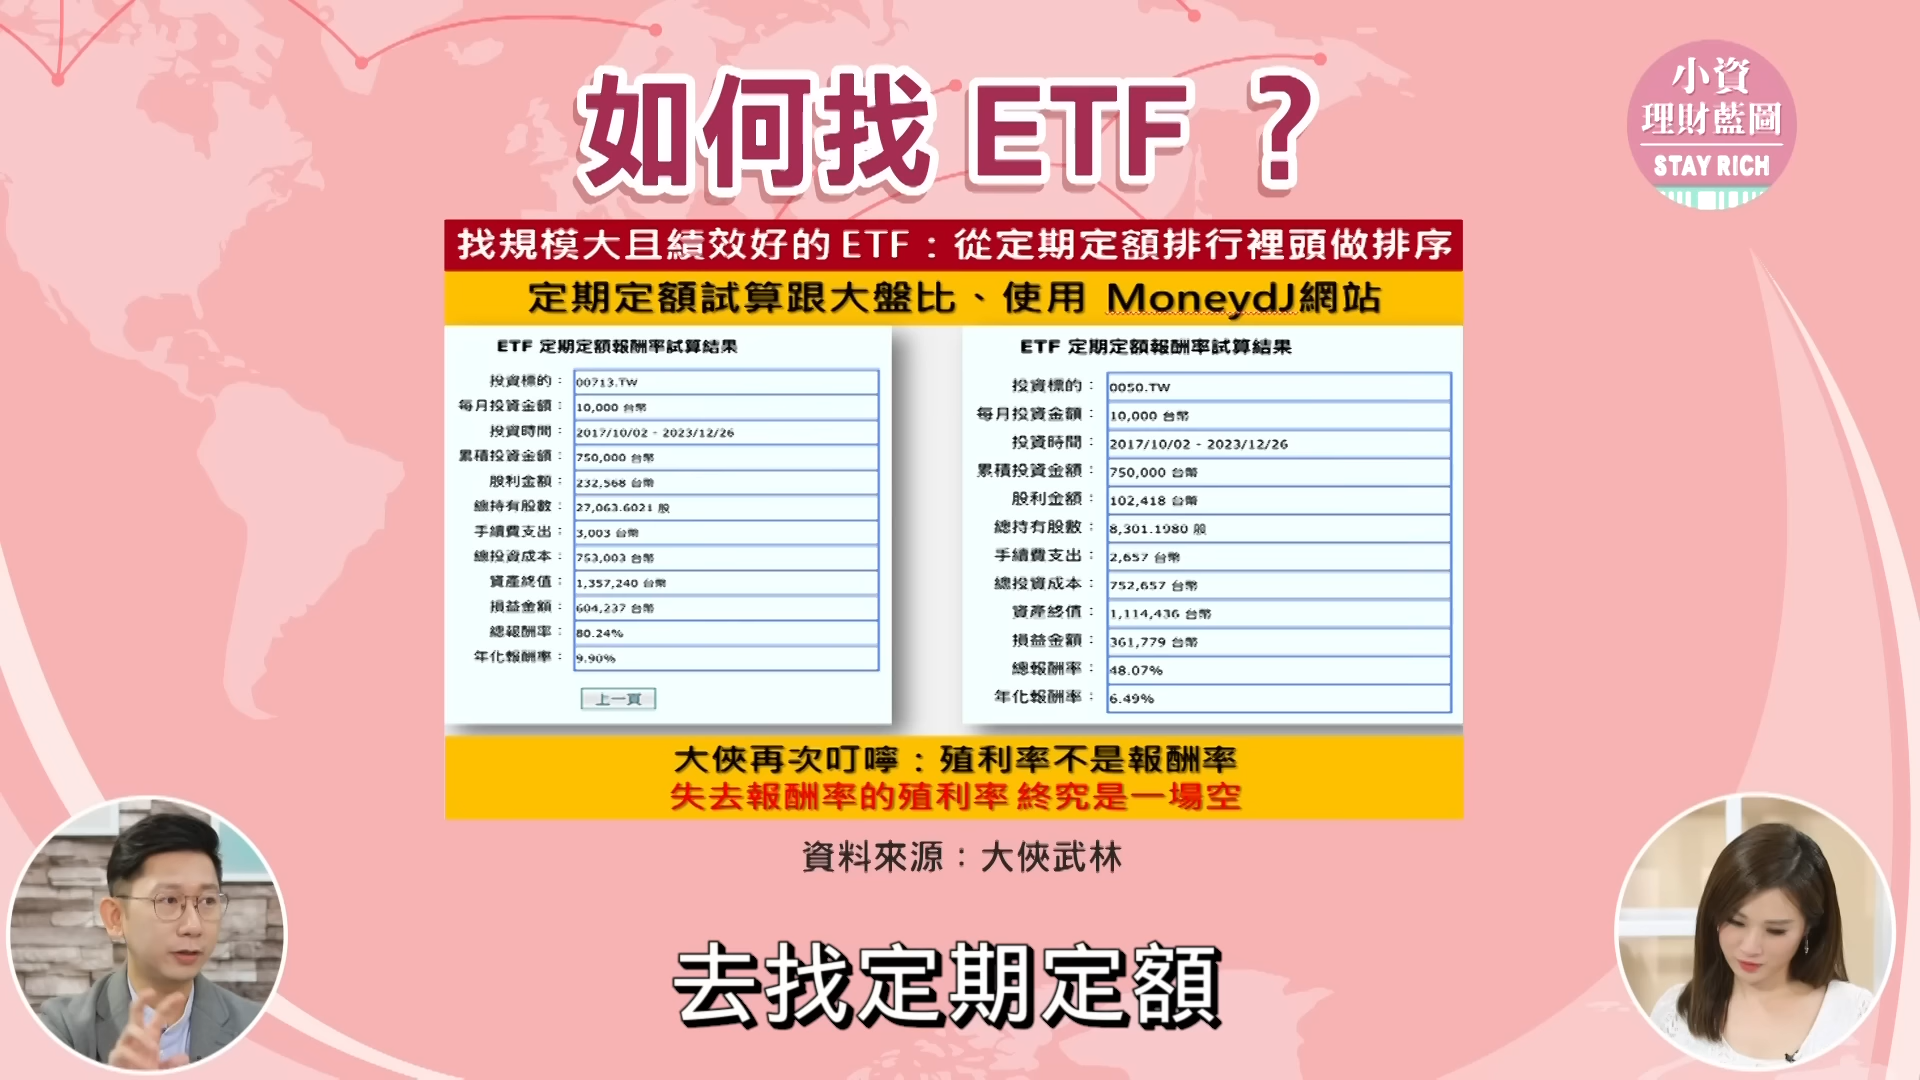 如何找 ETF ？
小資
理財藍圖
STAY RICH
找規模大且績效好的 ETF：從定期定額排行裡頭做排序
定期定額試算跟大盤比、使用 MoneydJ網站
ETF 定期定額報酬率試算結果
投資標的： 00713.TW
每月投資金額： 10,000 台幣
投資時間： 2017/10/02 - 2023/12/26
累積投資金額： 750,000 台幣
股利金額： 232,568 台幣
總持有股數： 27,063.6021 股
手續費支出： 3,003 台幣
總投資成本： 753,003 台幣
資產終值： 1,357,240 台幣
損益金額： 604,237 台幣
總報酬率： 80.24%
年化報酬率： 9.90%
上一頁
ETF 定期定額報酬率試算結果
投資標的： 0050.TW
每月投資金額： 10,000 台幣
投資時間： 2017/10/02 - 2023/12/26
累積投資金額： 750,000 台幣
股利金額： 102,418 台幣
總持有股數： 8,301.1980 股
手續費支出： 2,657 台幣
總投資成本： 752,657 台幣
資產終值： 1,114,436 台幣
損益金額： 361,779 台幣
總報酬率： 48.07%
年化報酬率： 6.49%
大俠再次叮嚀：殖利率不是報酬率
失去報酬率的殖利率 終究是一場空
資料來源：大俠武林
去找定期定額